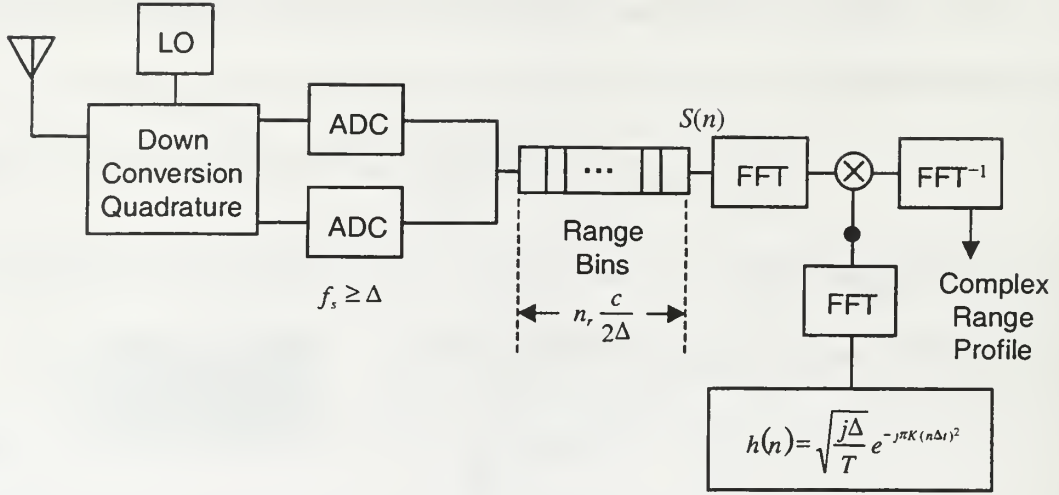 LO
Down
Conversion
Quadrature
ADC
ADC
f_s ≥ Δ
...
Range
Bins
n_r c/2Δ
S(n)
FFT
FFT⁻¹
FFT
Complex
Range
Profile
h(n) = √(jΔ/T) e^{-jπK(nΔt)²}